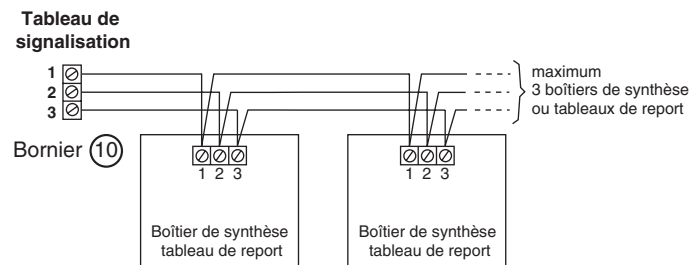 Tableau de
signalisation
1
2
3
Bornier 10
maximum
3 boîtiers de synthèse
ou tableaux de report
1 2 3
Boîtier de synthèse
tableau de report
1 2 3
Boîtier de synthèse
tableau de report